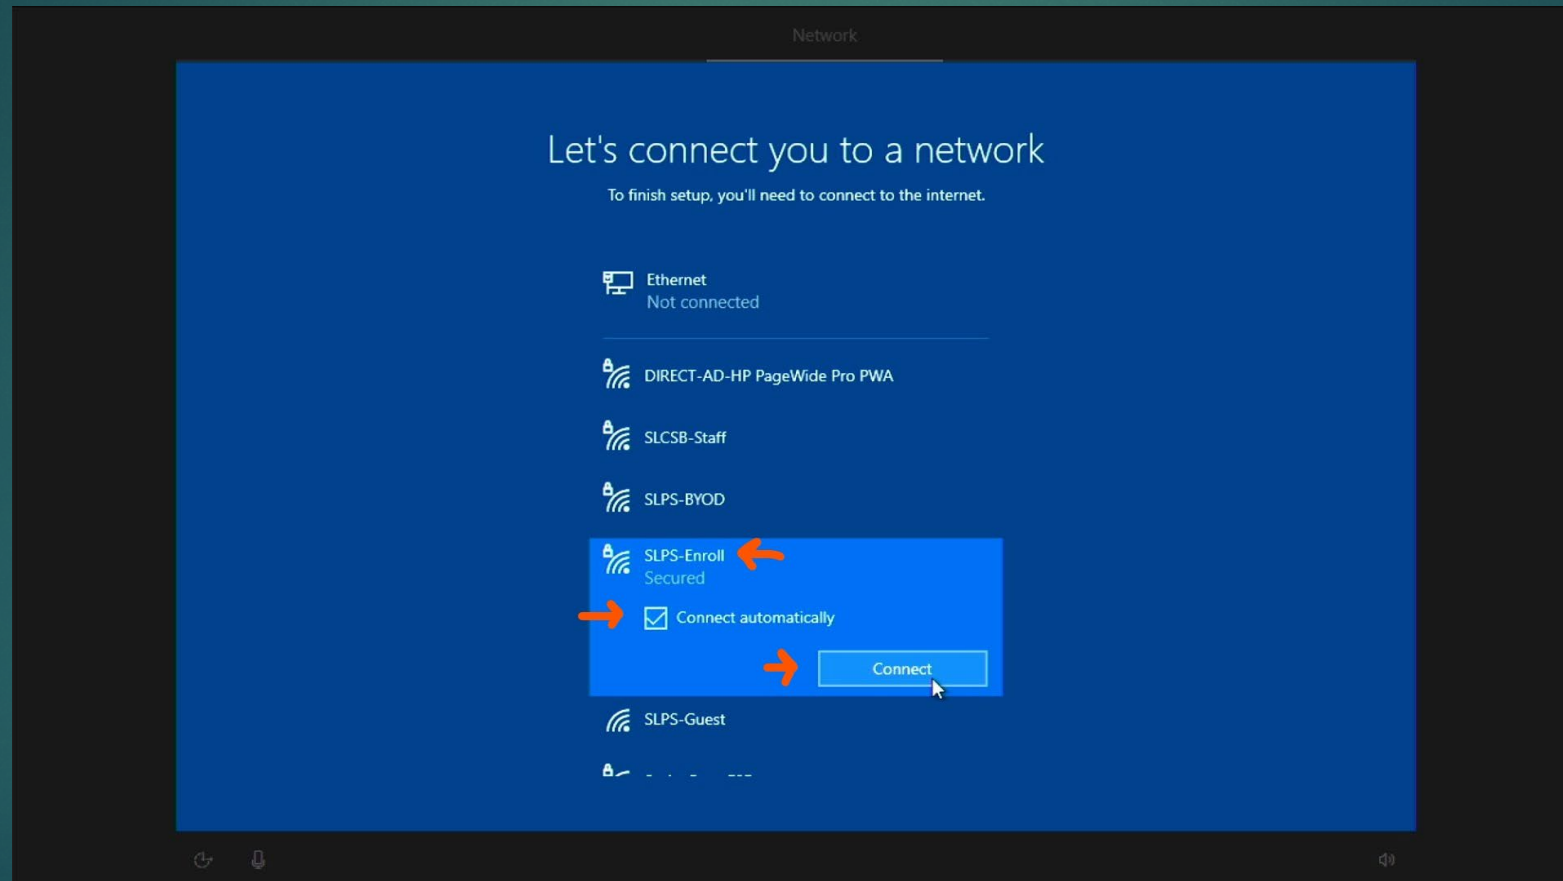 Network
Let's connect you to a network
To finish setup, you'll need to connect to the internet.
Ethernet
Not connected
DIRECT-AD-HP PageWide Pro PWA
SLCSB-Staff
SLPS-BYOD
SLPS-Enroll
Secured
Connect automatically
Connect
SLPS-Guest